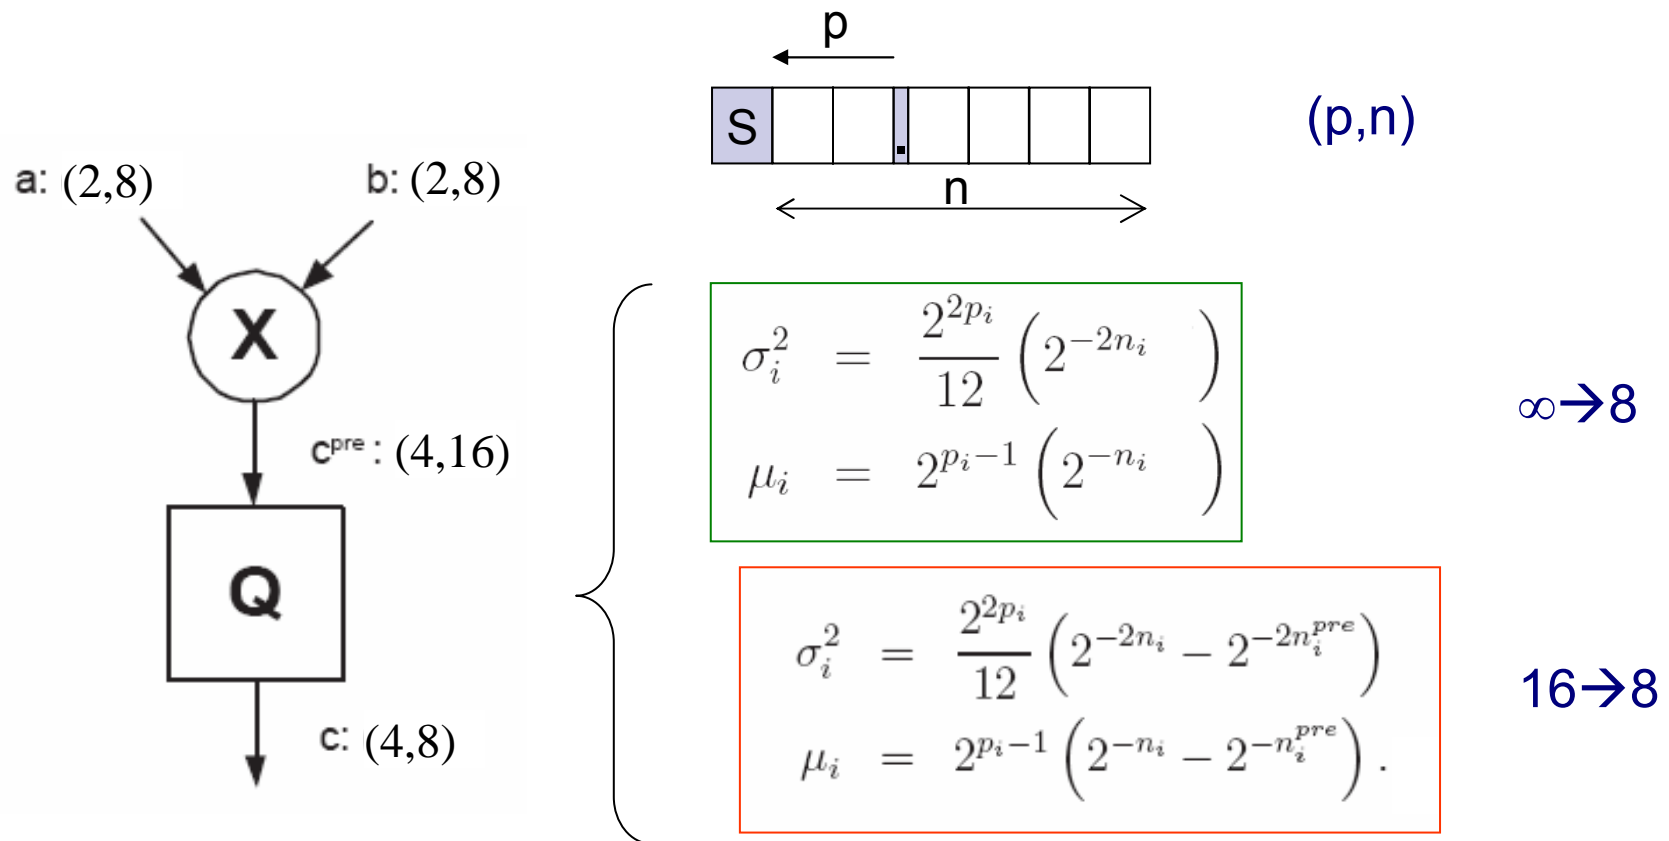 p
S .
(p,n)
n
a: (2,8)
b: (2,8)
X
c^pre : (4,16)
Q
c: (4,8)
σ_i^2 = 2^{2p_i}/12 (2^{-2n_i} )
μ_i = 2^{p_i-1} (2^{-n_i} )
∞→8
σ_i^2 = 2^{2p_i}/12 (2^{-2n_i} - 2^{-2n_i^{pre}})
μ_i = 2^{p_i-1} (2^{-n_i} - 2^{-n_i^{pre}}) .
16→8